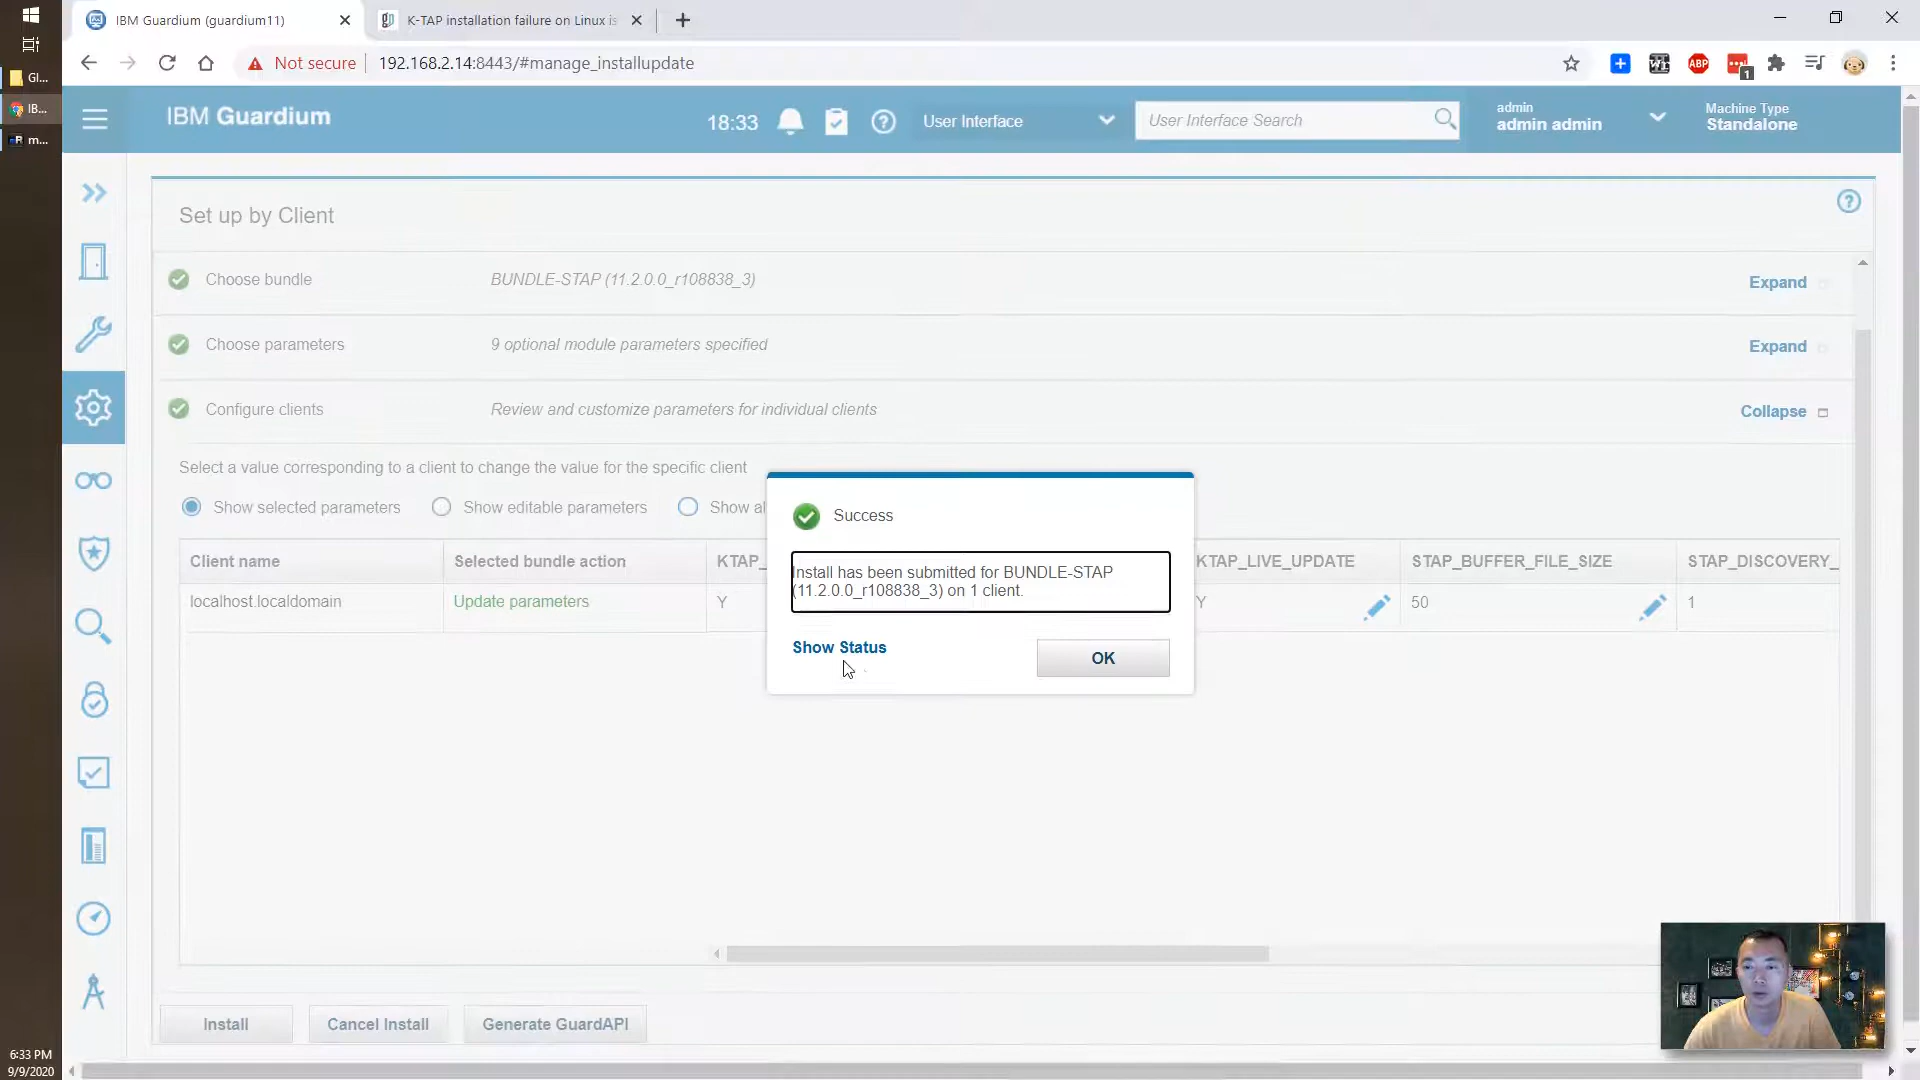 IBM Guardium (guardium11)
K-TAP installation failure on Linux is
Not secure
192.168.2.14:8443/#manage_installupdate
ABP
1
GI...
IB...
m...
IBM Guardium
18:33
User Interface
User Interface Search
admin
admin admin
Machine Type
Standalone
Set up by Client
Choose bundle
BUNDLE-STAP (11.2.0.0_r108838_3)
Expand
Choose parameters
9 optional module parameters specified
Expand
Configure clients
Review and customize parameters for individual clients
Collapse
Select a value corresponding to a client to change the value for the specific client
Show selected parameters
Show editable parameters
Show al
Client name
Selected bundle action
KTAP_
KTAP_LIVE_UPDATE
STAP_BUFFER_FILE_SIZE
STAP_DISCOVERY_
localhost.localdomain
Update parameters
Y
Y
50
1
Success
Install has been submitted for BUNDLE-STAP
(11.2.0.0_r108838_3) on 1 client.
Show Status
OK
Install
Cancel Install
Generate GuardAPI
6:33 PM
9/9/2020